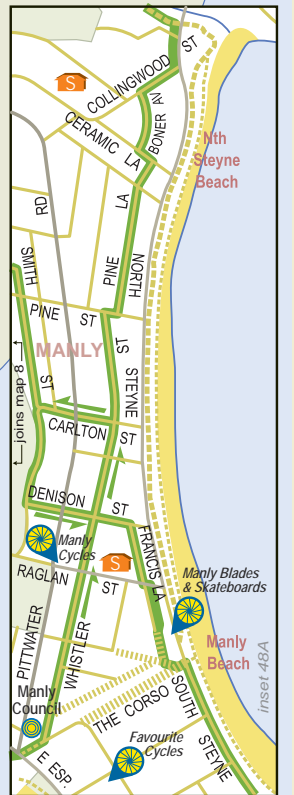 COLLINGWOOD ST
S
CERAMIC LA
BONER AV
Nth
Steyne
Beach
RD
PINE LA
NORTH STEYNE
SMITH ST
PINE ST
MANLY
ST
joins map 8
CARLTON ST
DENISON ST
Manly
Cycles
S
FRANCIS LA
RAGLAN ST
Manly Blades
& Skateboards
PITTWATER
WHISTLER
Manly
Beach
inset 48A
Manly
Council
THE CORSO
SOUTH STEYNE
Favourite
Cycles
E ESP.